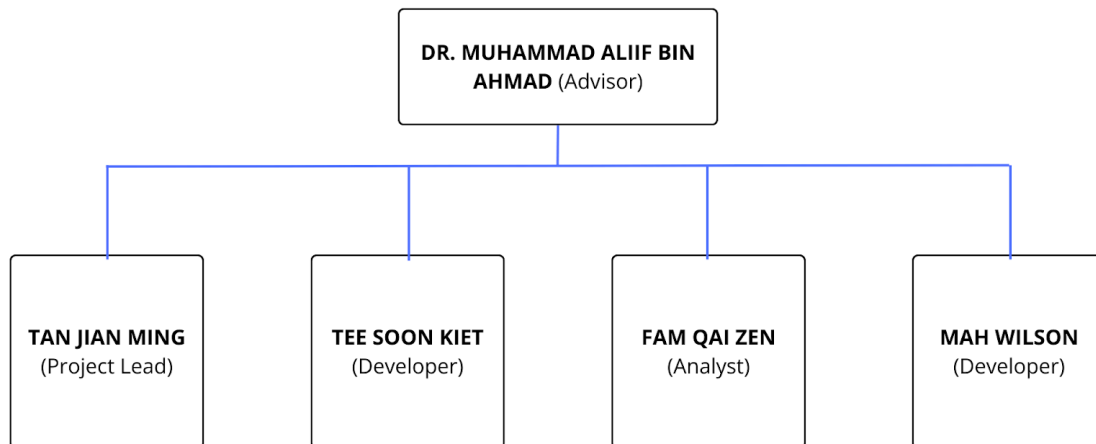 DR. MUHAMMAD ALIIF BIN
AHMAD (Advisor)
TAN JIAN MING
(Project Lead)
TEE SOON KIET
(Developer)
FAM QAI ZEN
(Analyst)
MAH WILSON
(Developer)